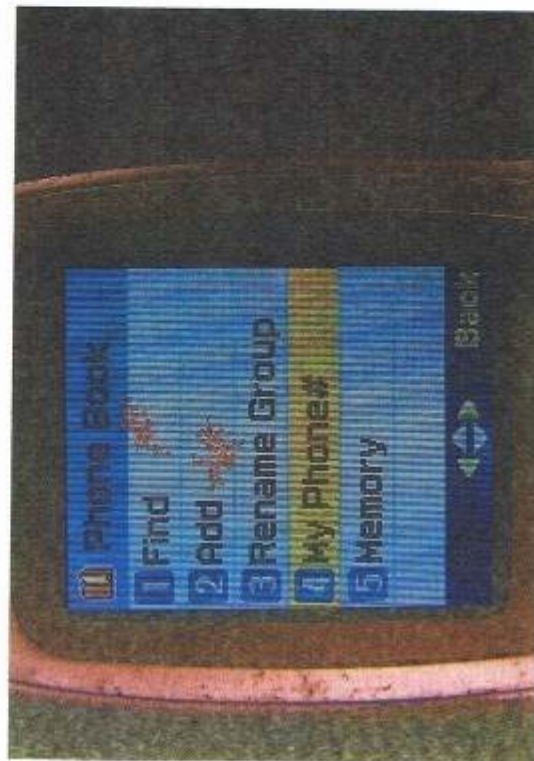 Phone Book
1 Find
2 Add
3 Rename Group
4 My Phone#
5 Memory
Back